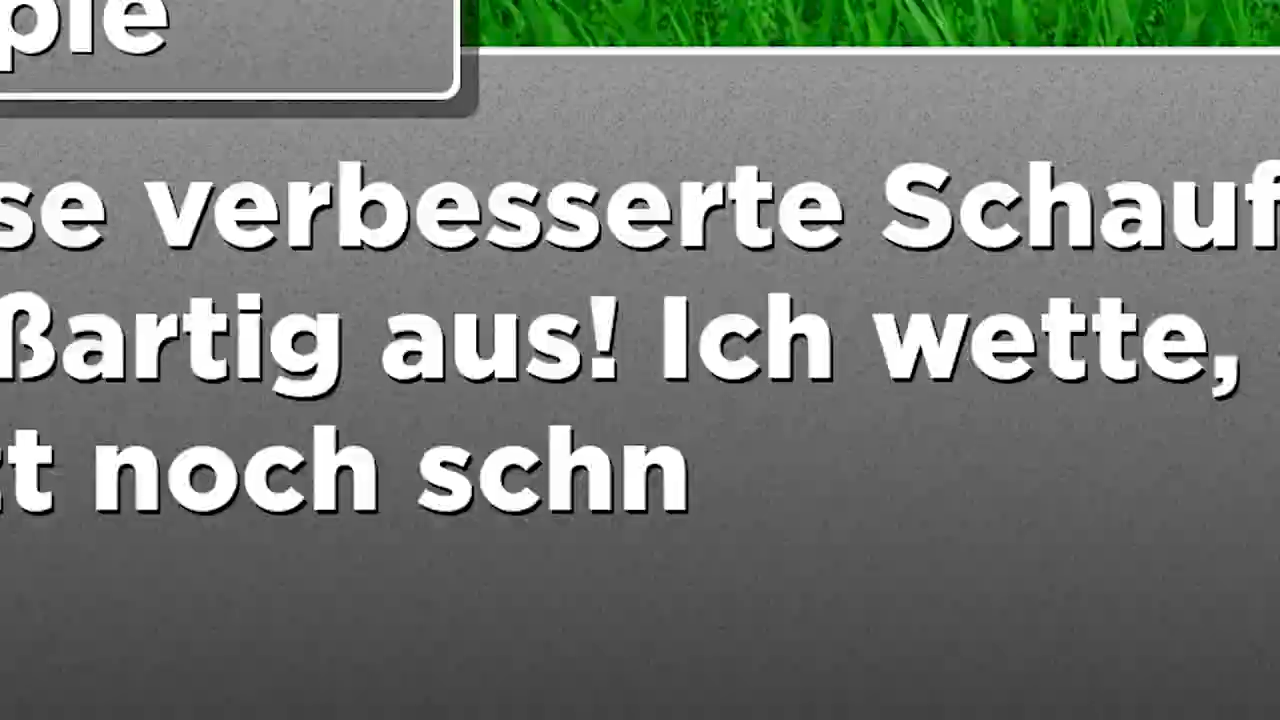 ple
se verbesserte Schauf
ßartig aus! Ich wette,
t noch schn